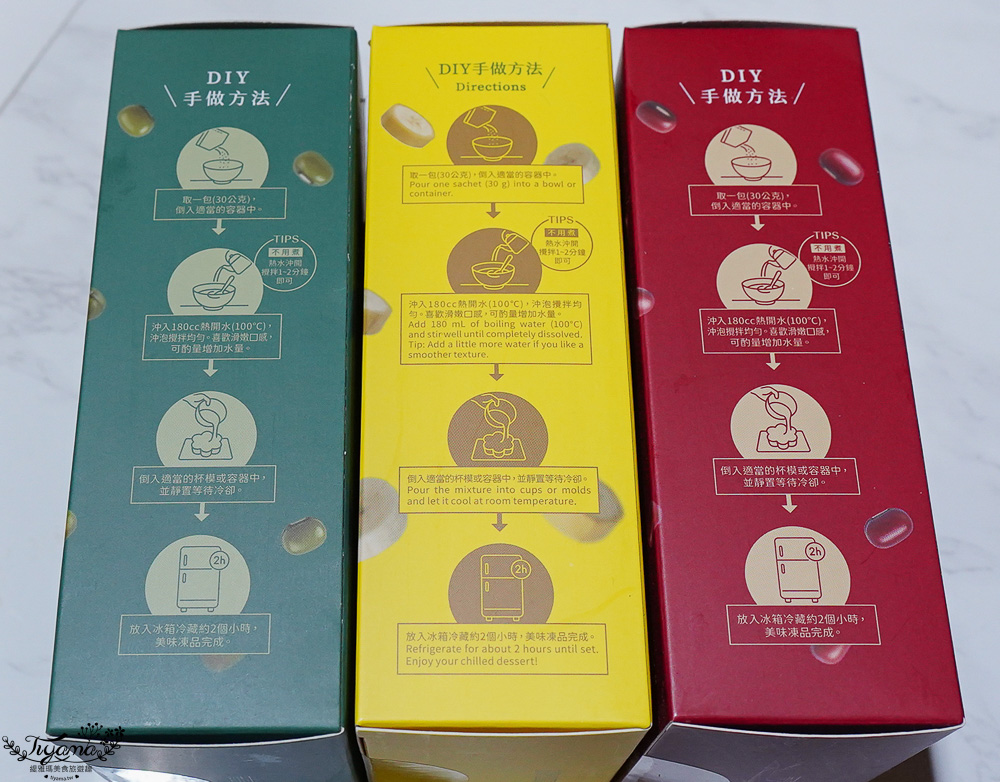 DIY
手做方法
取一包(30公克)，
倒入適當的容器中。
TIPS
不用煮
熱水沖開
攪拌1~2分鐘
即可
沖入180cc熱開水(100°C)，
沖泡攪拌均勻。喜歡滑嫩口感，
可酌量增加水量。
倒入適當的杯模或容器中，
並靜置等待冷卻。
2h
放入冰箱冷藏約2個小時，
美味凍品完成。
DIY手做方法
Directions
取一包(30公克)，倒入適當的容器中。
Pour one sachet (30 g) into a bowl or
container.
TIPS
不用煮
熱水沖開
攪拌1~2分鐘
即可
沖入180cc熱開水(100°C)，沖泡攪拌均
勻。喜歡滑嫩口感，可酌量增加水量。
Add 180 mL of boiling water (100°C)
and stir well until completely dissolved.
Tip: Add a little more water if you like a
smoother texture.
倒入適當的杯模或容器中，並靜置等待冷卻。
Pour the mixture into cups or molds
and let it cool at room temperature.
2h
放入冰箱冷藏約2個小時，美味凍品完成。
Refrigerate for about 2 hours until set.
Enjoy your chilled dessert!
DIY
手做方法
取一包(30公克)，
倒入適當的容器中。
TIPS
不用煮
熱水沖開
攪拌1~2分鐘
即可
沖入180cc熱開水(100°C)，
沖泡攪拌均勻。喜歡滑嫩口感，
可酌量增加水量。
倒入適當的杯模或容器中，
並靜置等待冷卻。
2h
放入冰箱冷藏約2個小時，
美味凍品完成。
Tiyama
緹雅瑪美食旅遊趣
tiyama.tw